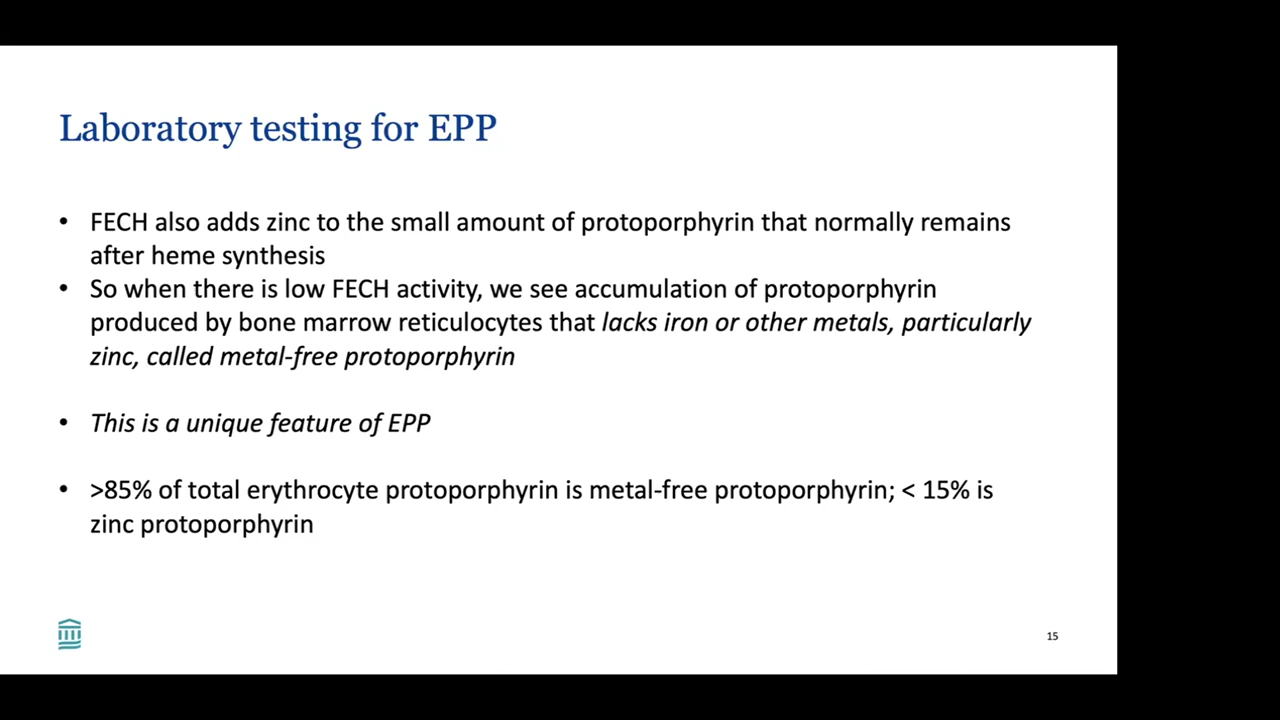 Laboratory testing for EPP
• FECH also adds zinc to the small amount of protoporphyrin that normally remains
after heme synthesis
• So when there is low FECH activity, we see accumulation of protoporphyrin
produced by bone marrow reticulocytes that lacks iron or other metals, particularly
zinc, called metal-free protoporphyrin
• This is a unique feature of EPP
• >85% of total erythrocyte protoporphyrin is metal-free protoporphyrin; < 15% is
zinc protoporphyrin
15